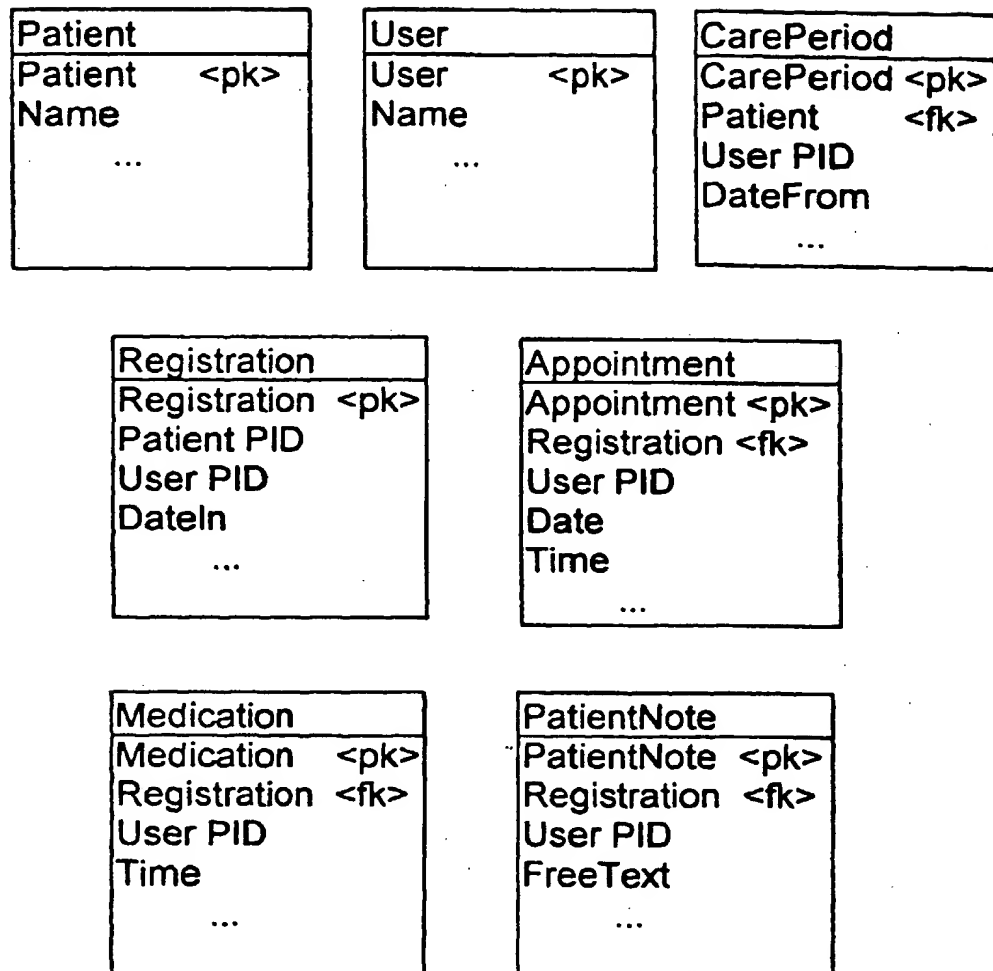 Patient
Patient <pk>
Name
...
User
User <pk>
Name
...
CarePeriod
CarePeriod <pk>
Patient <fk>
User PID
DateFrom
...
Registration
Registration <pk>
Patient PID
User PID
DateIn
...
Appointment
Appointment <pk>
Registration <fk>
User PID
Date
Time
...
Medication
Medication <pk>
Registration <fk>
User PID
Time
...
PatientNote
PatientNote <pk>
Registration <fk>
User PID
FreeText
...